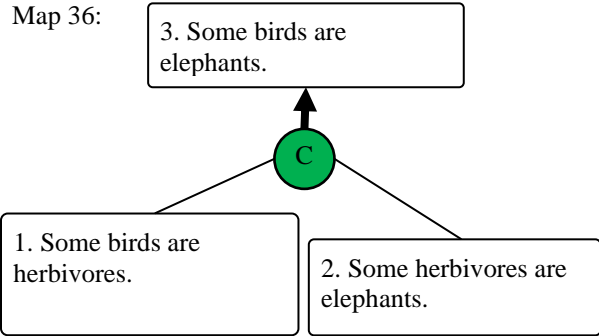 Map 36:
3. Some birds are
elephants.
C
1. Some birds are
herbivores.
2. Some herbivores are
elephants.